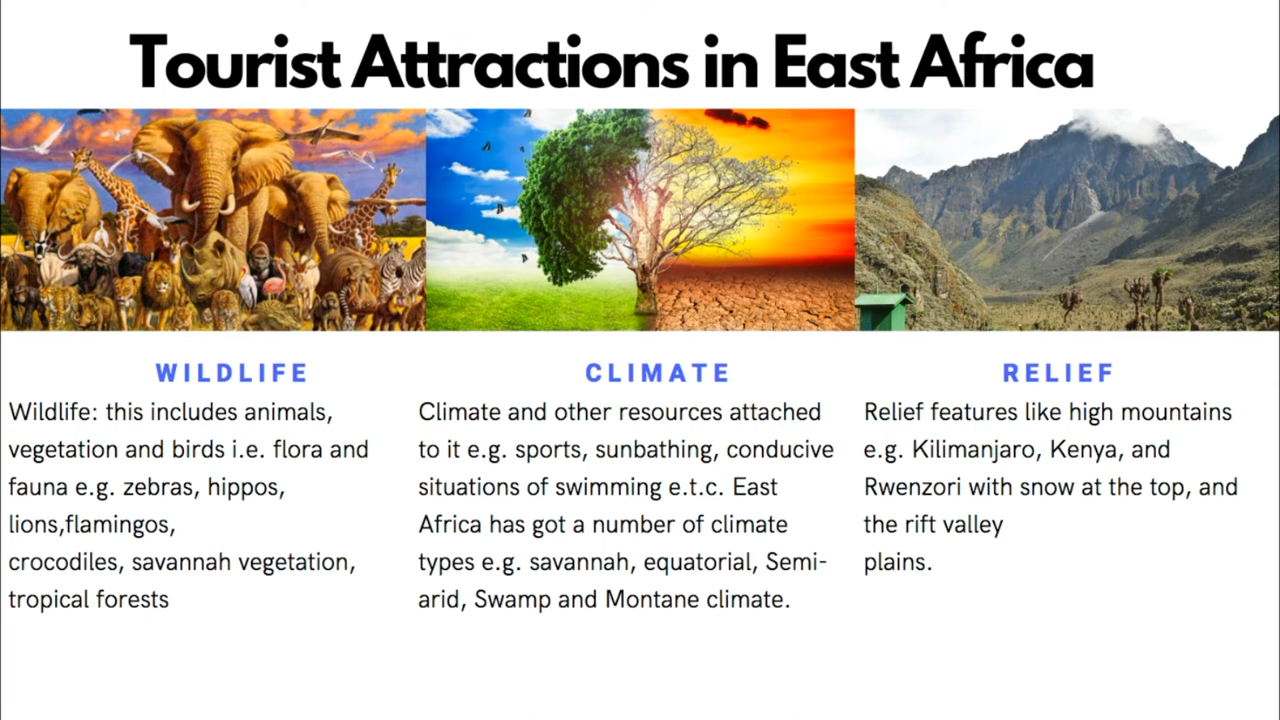 Tourist Attractions in East Africa
WILDLIFE
Wildlife: this includes animals,
vegetation and birds i.e. flora and
fauna e.g. zebras, hippos,
lions,flamingos,
crocodiles, savannah vegetation,
tropical forests
CLIMATE
Climate and other resources attached
to it e.g. sports, sunbathing, conducive
situations of swimming e.t.c. East
Africa has got a number of climate
types e.g. savannah, equatorial, Semi-
arid, Swamp and Montane climate.
RELIEF
Relief features like high mountains
e.g. Kilimanjaro, Kenya, and
Rwenzori with snow at the top, and
the rift valley
plains.